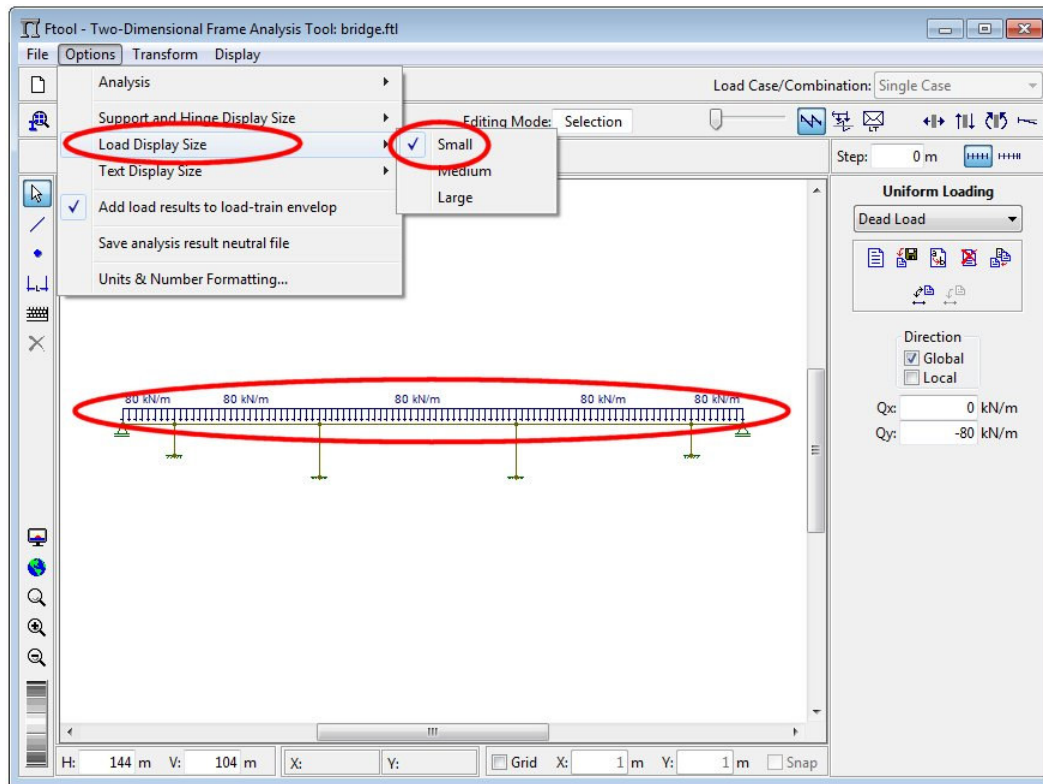 Ftool - Two-Dimensional Frame Analysis Tool: bridge.ftl
File Options Transform Display
Analysis
Load Case/Combination: Single Case
Support and Hinge Display Size
Editing Mode: Selection
Load Display Size
Small
Step: 0 m
Text Display Size
Medium
Large
Add load results to load-train envelop
Save analysis result neutral file
Units & Number Formatting...
Uniform Loading
Dead Load
Direction
Global
Local
Qx: 0 kN/m
Qy: -80 kN/m
80 kN/m 80 kN/m 80 kN/m 80 kN/m 80 kN/m
H: 144 m V: 104 m X: Y: Grid X: 1 m Y: 1 m Snap